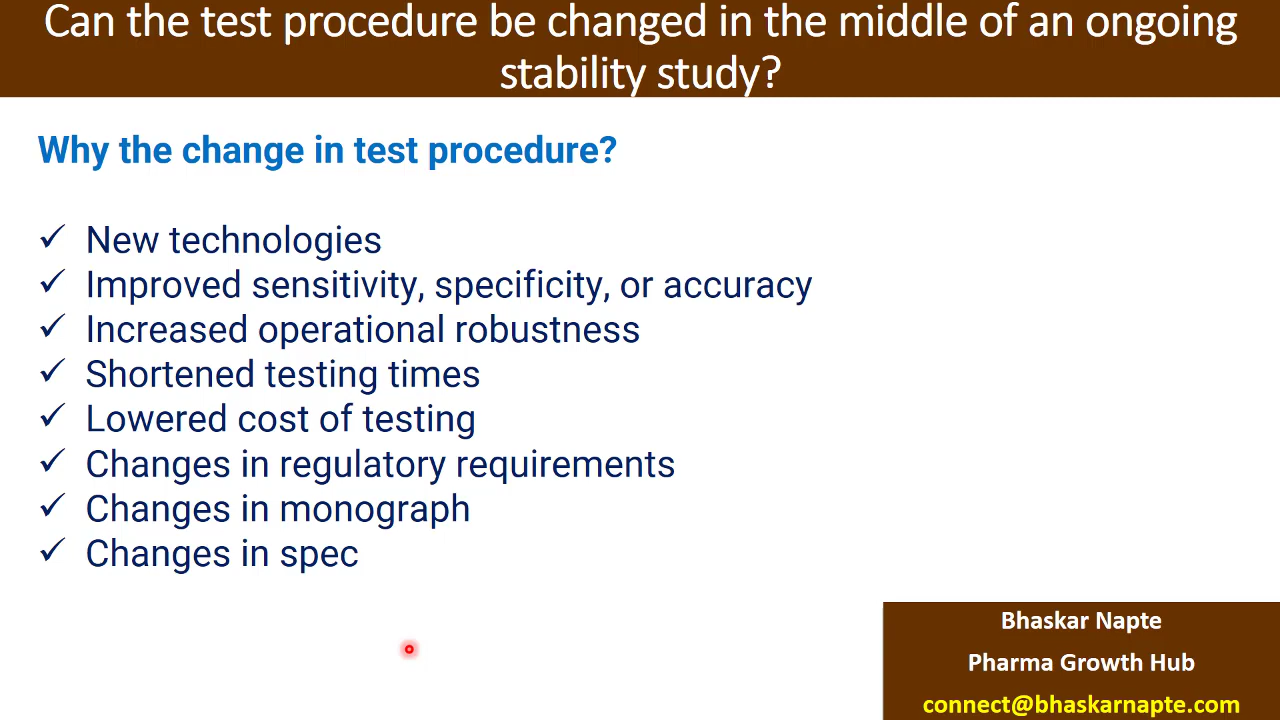 Can the test procedure be changed in the middle of an ongoing
stability study?
Why the change in test procedure?
✓ New technologies
✓ Improved sensitivity, specificity, or accuracy
✓ Increased operational robustness
✓ Shortened testing times
✓ Lowered cost of testing
✓ Changes in regulatory requirements
✓ Changes in monograph
✓ Changes in spec
Bhaskar Napte
Pharma Growth Hub
connect@bhaskarnapte.com